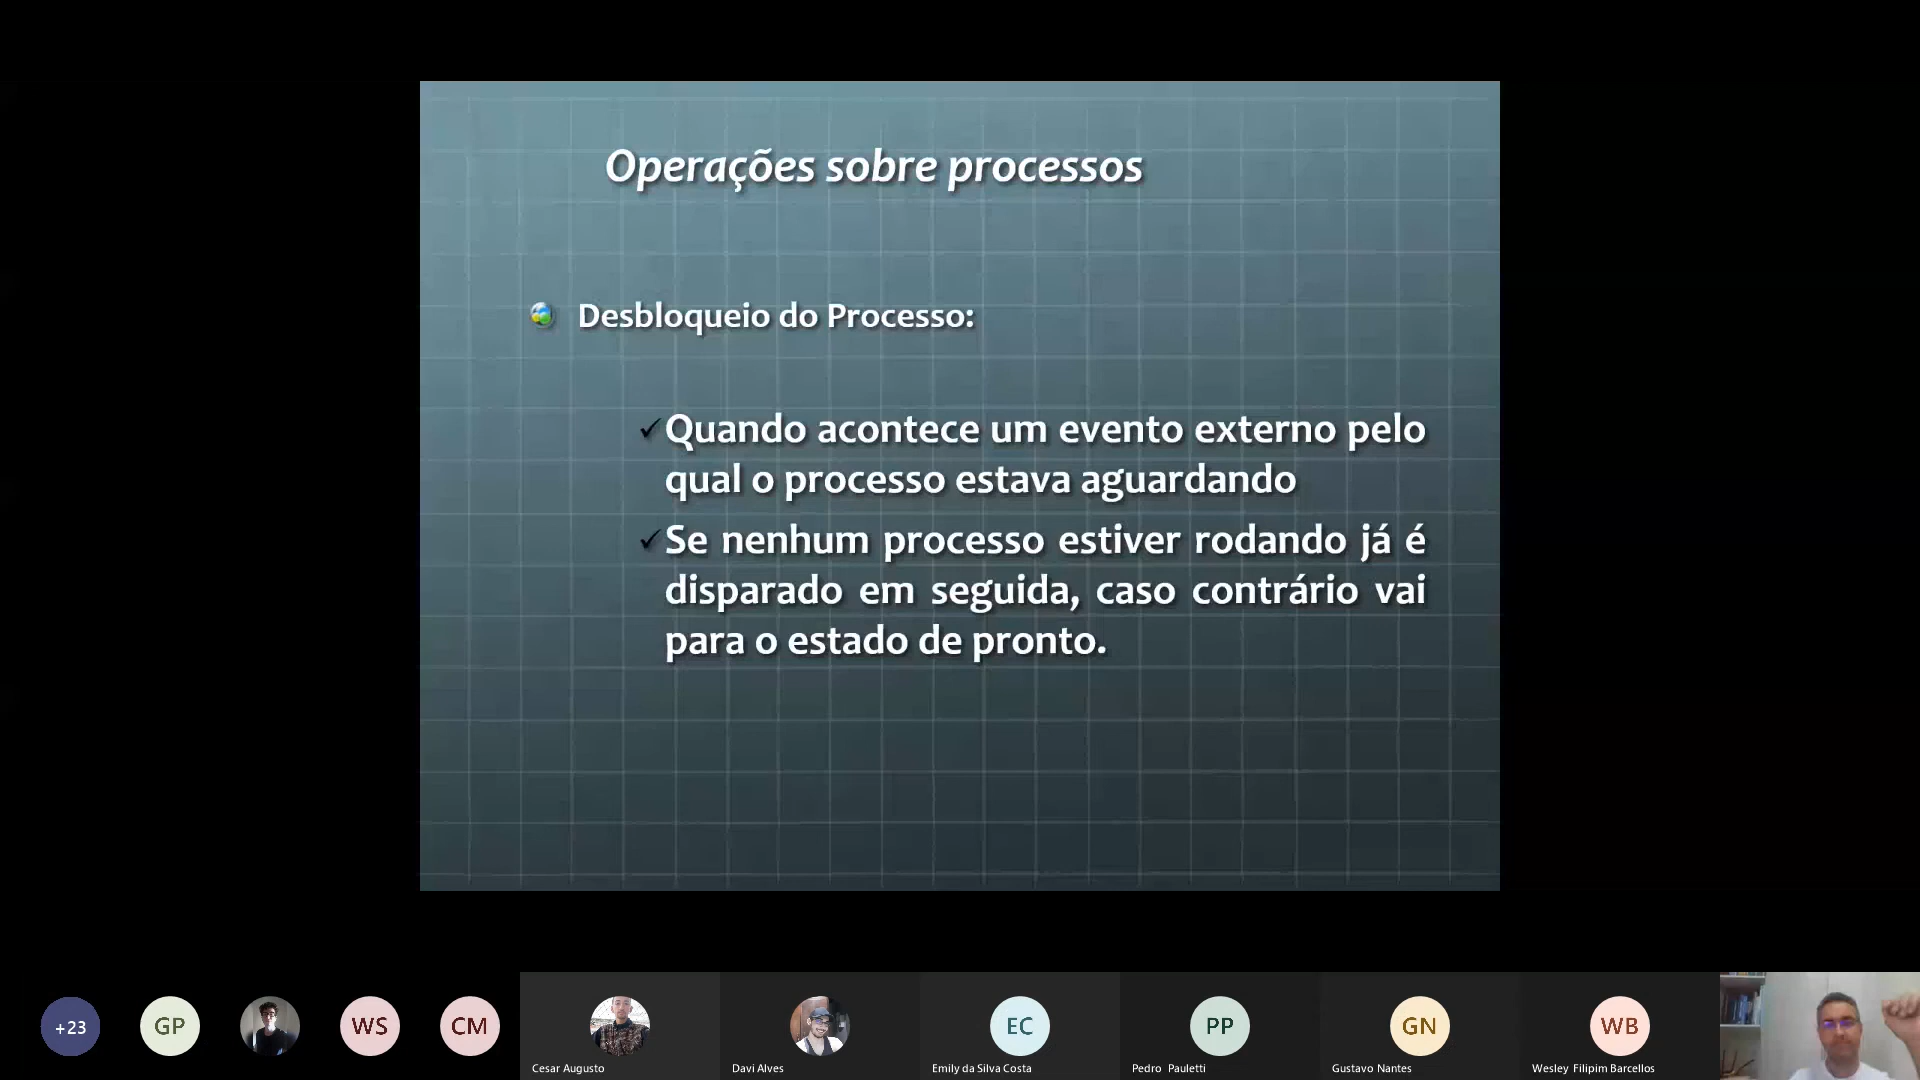 Operações sobre processos
Desbloqueio do Processo:
Quando acontece um evento externo pelo
qual o processo estava aguardando
Se nenhum processo estiver rodando já é
disparado em seguida, caso contrário vai
para o estado de pronto.
+23
GP
WS
CM
EC
PP
GN
WB
Cesar Augusto
Davi Alves
Emily da Silva Costa
Pedro Pauletti
Gustavo Nantes
Wesley Filipim Barcellos